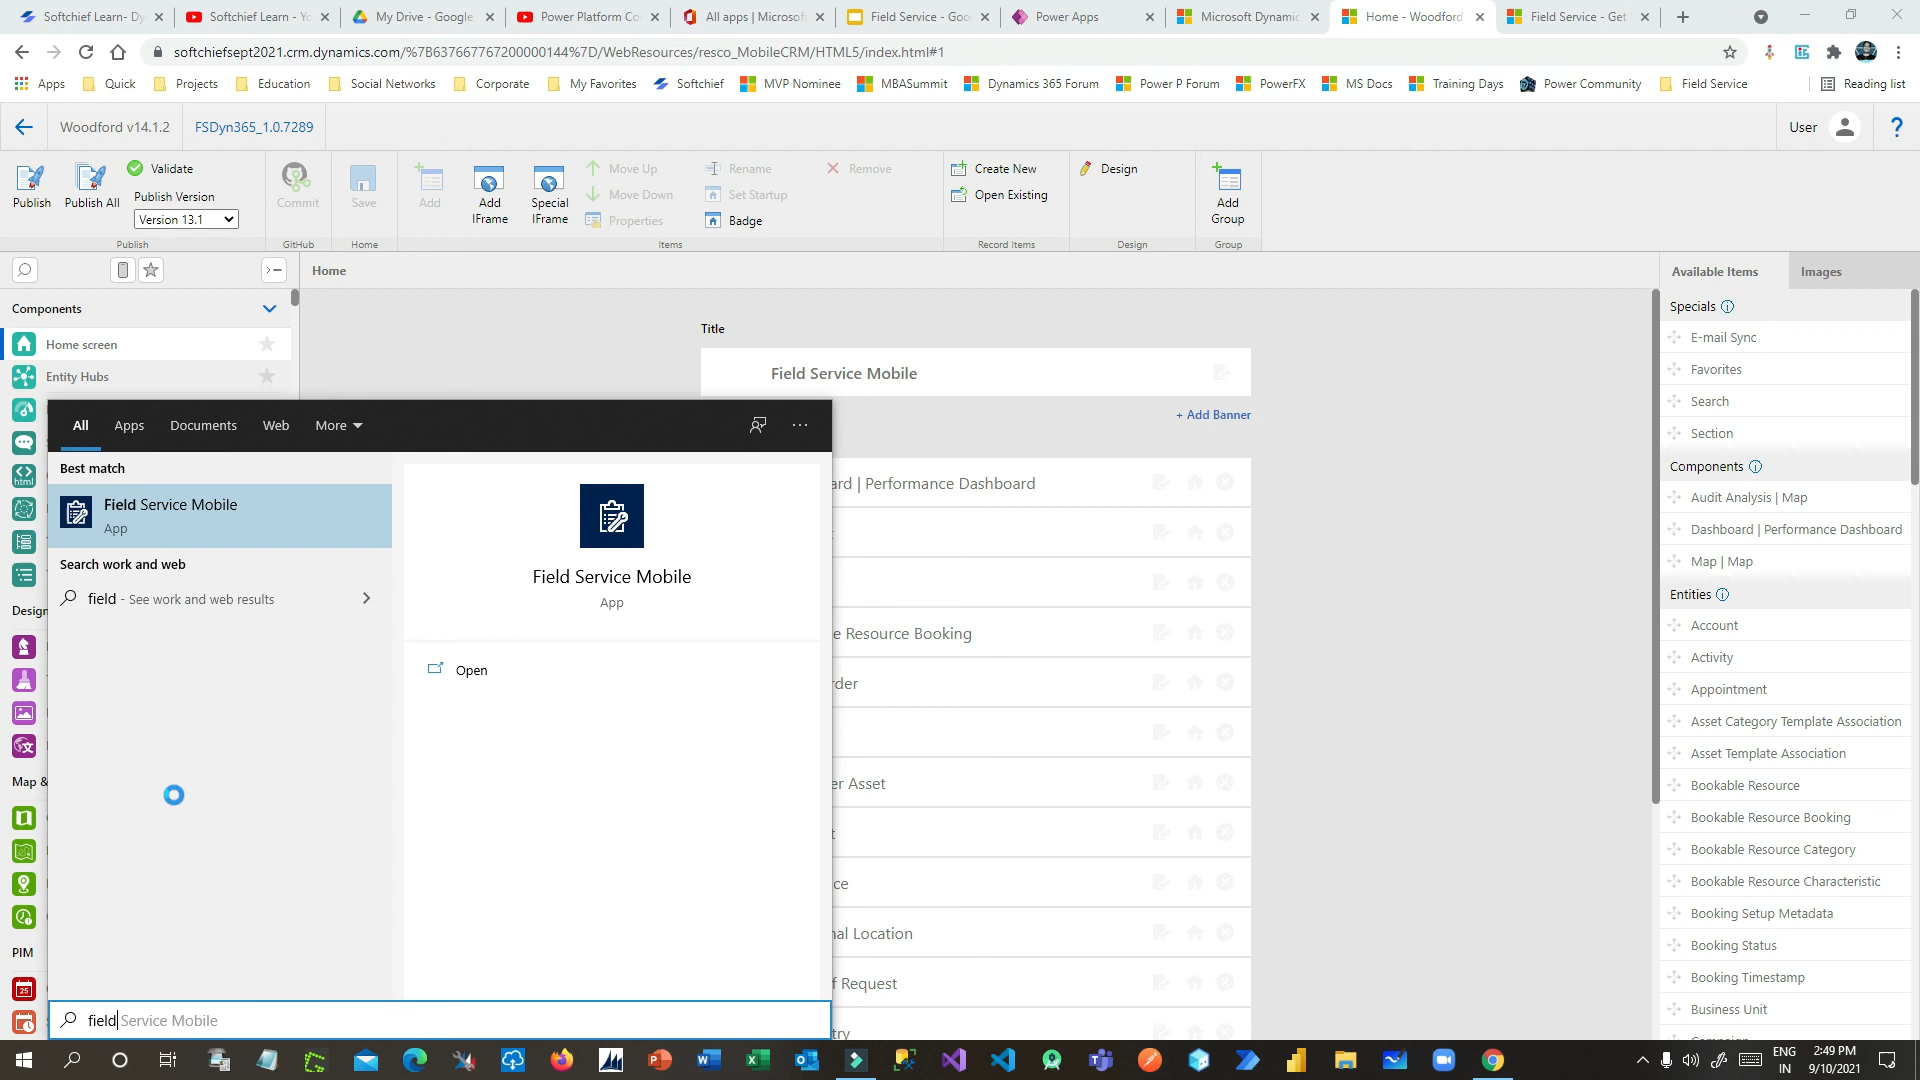 Softchief Learn- Dy
Softchief Learn - Yo
My Drive - Google
Power Platform Co
All apps | Microsof
Field Service - Goo
Power Apps
Microsoft Dynamic
Home - Woodford
Field Service - Get
softchiefsept2021.crm.dynamics.com/%7B637667767200000144%7D/WebResources/resco_MobileCRM/HTML5/index.html#1
Apps
Quick
Projects
Education
Social Networks
Corporate
My Favorites
Softchief
MVP Nominee
MBASummit
Dynamics 365 Forum
Power P Forum
PowerFX
MS Docs
Training Days
Power Community
Field Service
Reading list
Woodford v14.1.2
FSDyn365_1.0.7289
User
?
Publish
Publish All
Validate
Publish Version
Version 13.1
Publish
Commit
GitHub
Save
Home
Add
Add IFrame
Special IFrame
Move Up
Move Down
Properties
Rename
Set Startup
Badge
Remove
Items
Create New
Open Existing
Record Items
Design
Design
Add Group
Group
Components
Home screen
Entity Hubs
html
Design
Map &
PIM
25
Home
Title
Field Service Mobile
+ Add Banner
ard | Performance Dashboard
t
e Resource Booking
rder
er Asset
t
ce
nal Location
f Request
try
All
Apps
Documents
Web
More
Best match
Field Service Mobile
App
Search work and web
field - See work and web results
Field Service Mobile
App
Open
field Service Mobile
Available Items
Images
Specials
E-mail Sync
Favorites
Search
Section
Components
Audit Analysis | Map
Dashboard | Performance Dashboard
Map | Map
Entities
Account
Activity
Appointment
Asset Category Template Association
Asset Template Association
Bookable Resource
Bookable Resource Booking
Bookable Resource Category
Bookable Resource Characteristic
Booking Setup Metadata
Booking Status
Booking Timestamp
Business Unit
Campaign
ENG
IN
2:49 PM
9/10/2021